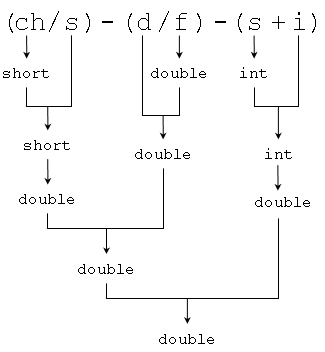 (ch/s)-(d/f)-(s+i)
short double int
short double int
double double
double
double